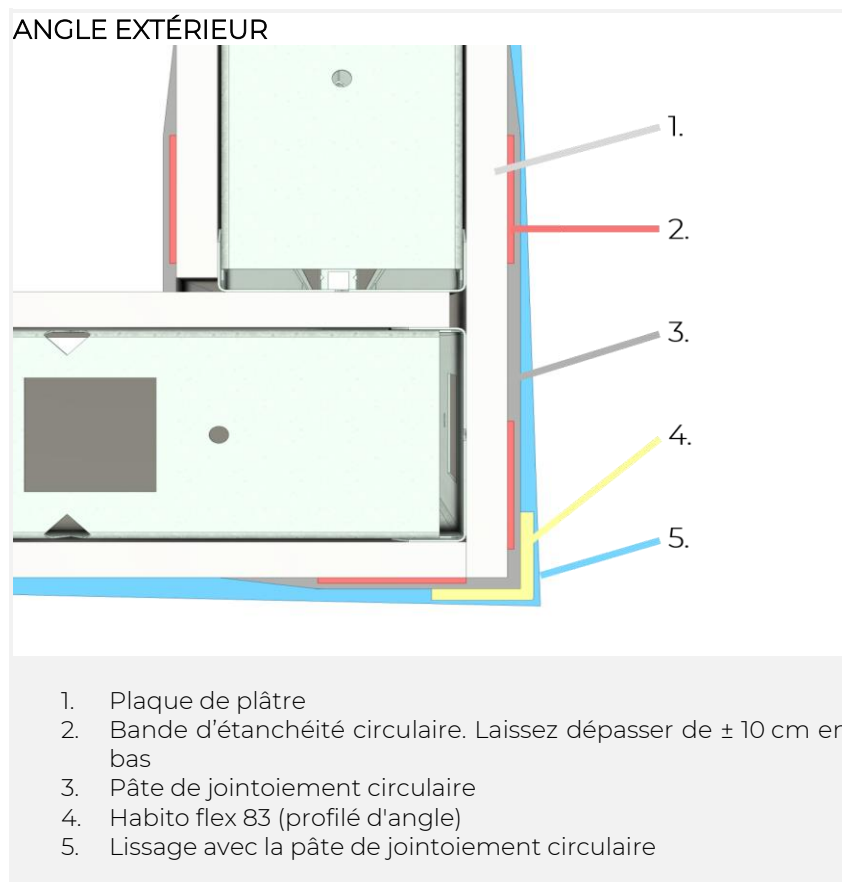 ANGLE EXTÉRIEUR
1.
2.
3.
4.
5.
1. Plaque de plâtre
2. Bande d'étanchéité circulaire. Laissez dépasser de ± 10 cm en
bas
3. Pâte de jointoiement circulaire
4. Habito flex 83 (profilé d'angle)
5. Lissage avec la pâte de jointoiement circulaire